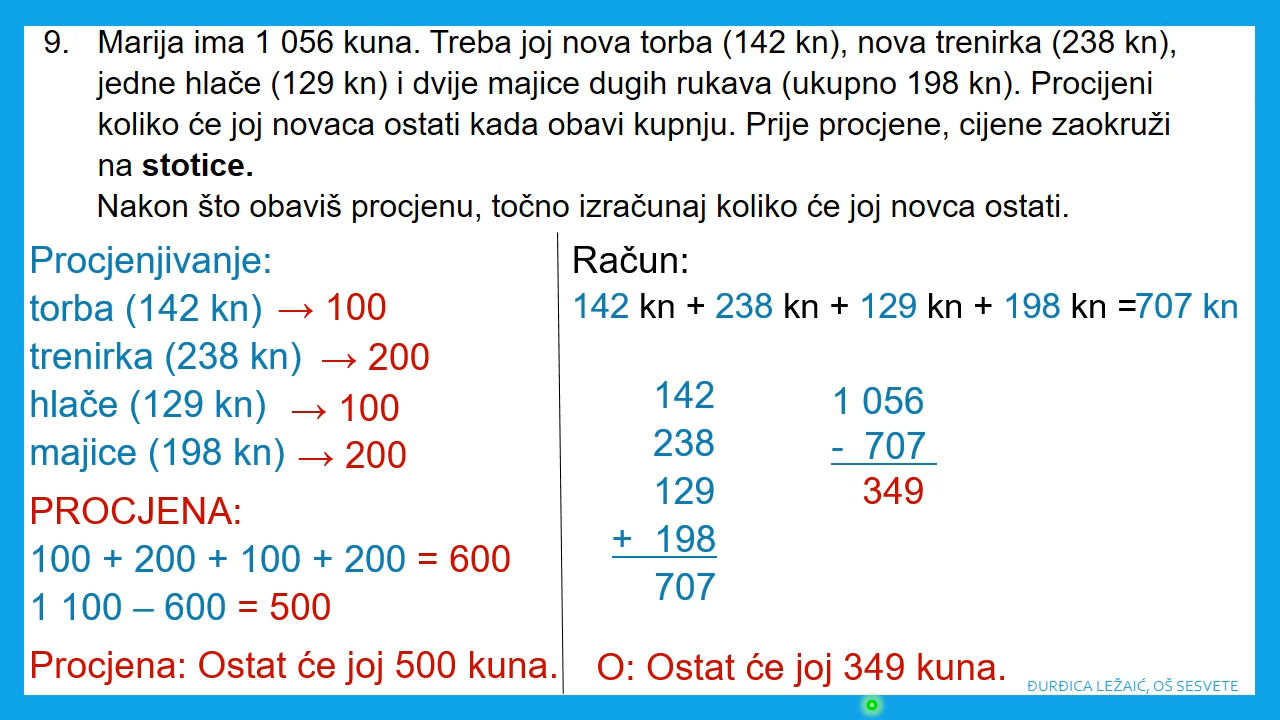 9. Marija ima 1 056 kuna. Treba joj nova torba (142 kn), nova trenirka (238 kn),
jedne hlače (129 kn) i dvije majice dugih rukava (ukupno 198 kn). Procijeni
koliko će joj novaca ostati kada obavi kupnju. Prije procjene, cijene zaokruži
na stotice.
Nakon što obaviš procjenu, točno izračunaj koliko će joj novca ostati.
Procjenjivanje:
torba (142 kn) → 100
trenirka (238 kn) → 200
hlače (129 kn) → 100
majice (198 kn) → 200
PROCJENA:
100 + 200 + 100 + 200 = 600
1 100 – 600 = 500
Procjena: Ostat će joj 500 kuna.
Račun:
142 kn + 238 kn + 129 kn + 198 kn =707 kn
142
238
129
+ 198
707
1 056
- 707
349
O: Ostat će joj 349 kuna.
ĐURĐICA LEŽAIĆ, OŠ SESVETE